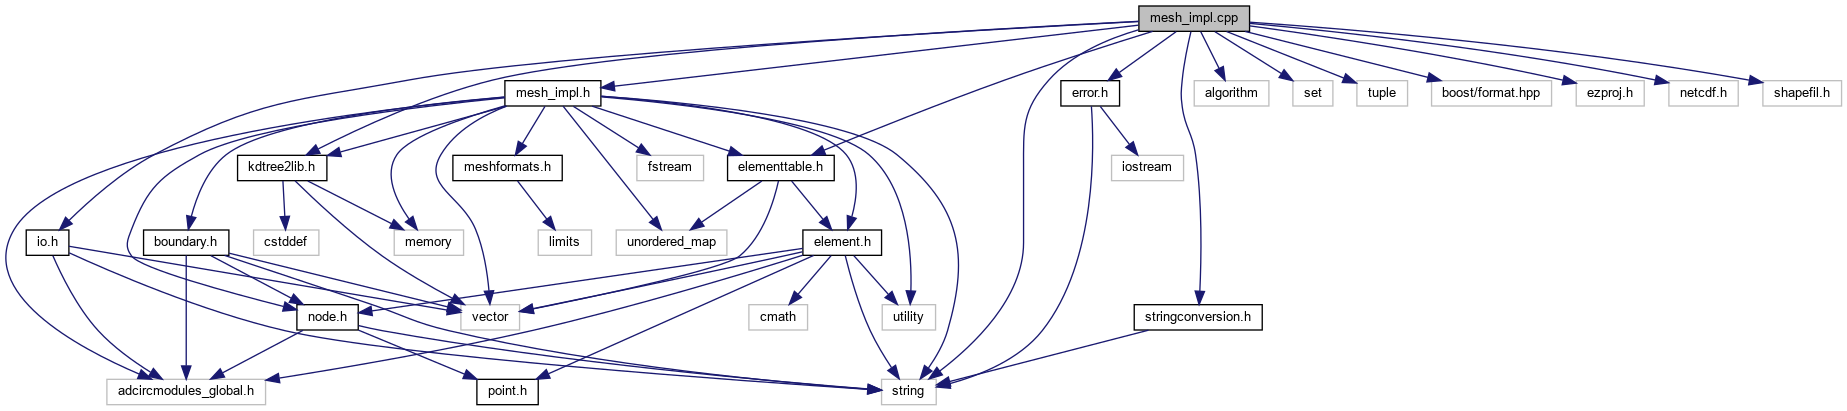 mesh_impl.cpp
mesh_impl.h
error.h
algorithm
set
tuple
boost/format.hpp
ezproj.h
netcdf.h
shapefil.h
kdtree2lib.h
meshformats.h
fstream
elementtable.h
iostream
io.h
boundary.h
cstddef
memory
limits
unordered_map
element.h
node.h
vector
cmath
utility
stringconversion.h
adcircmodules_global.h
point.h
string